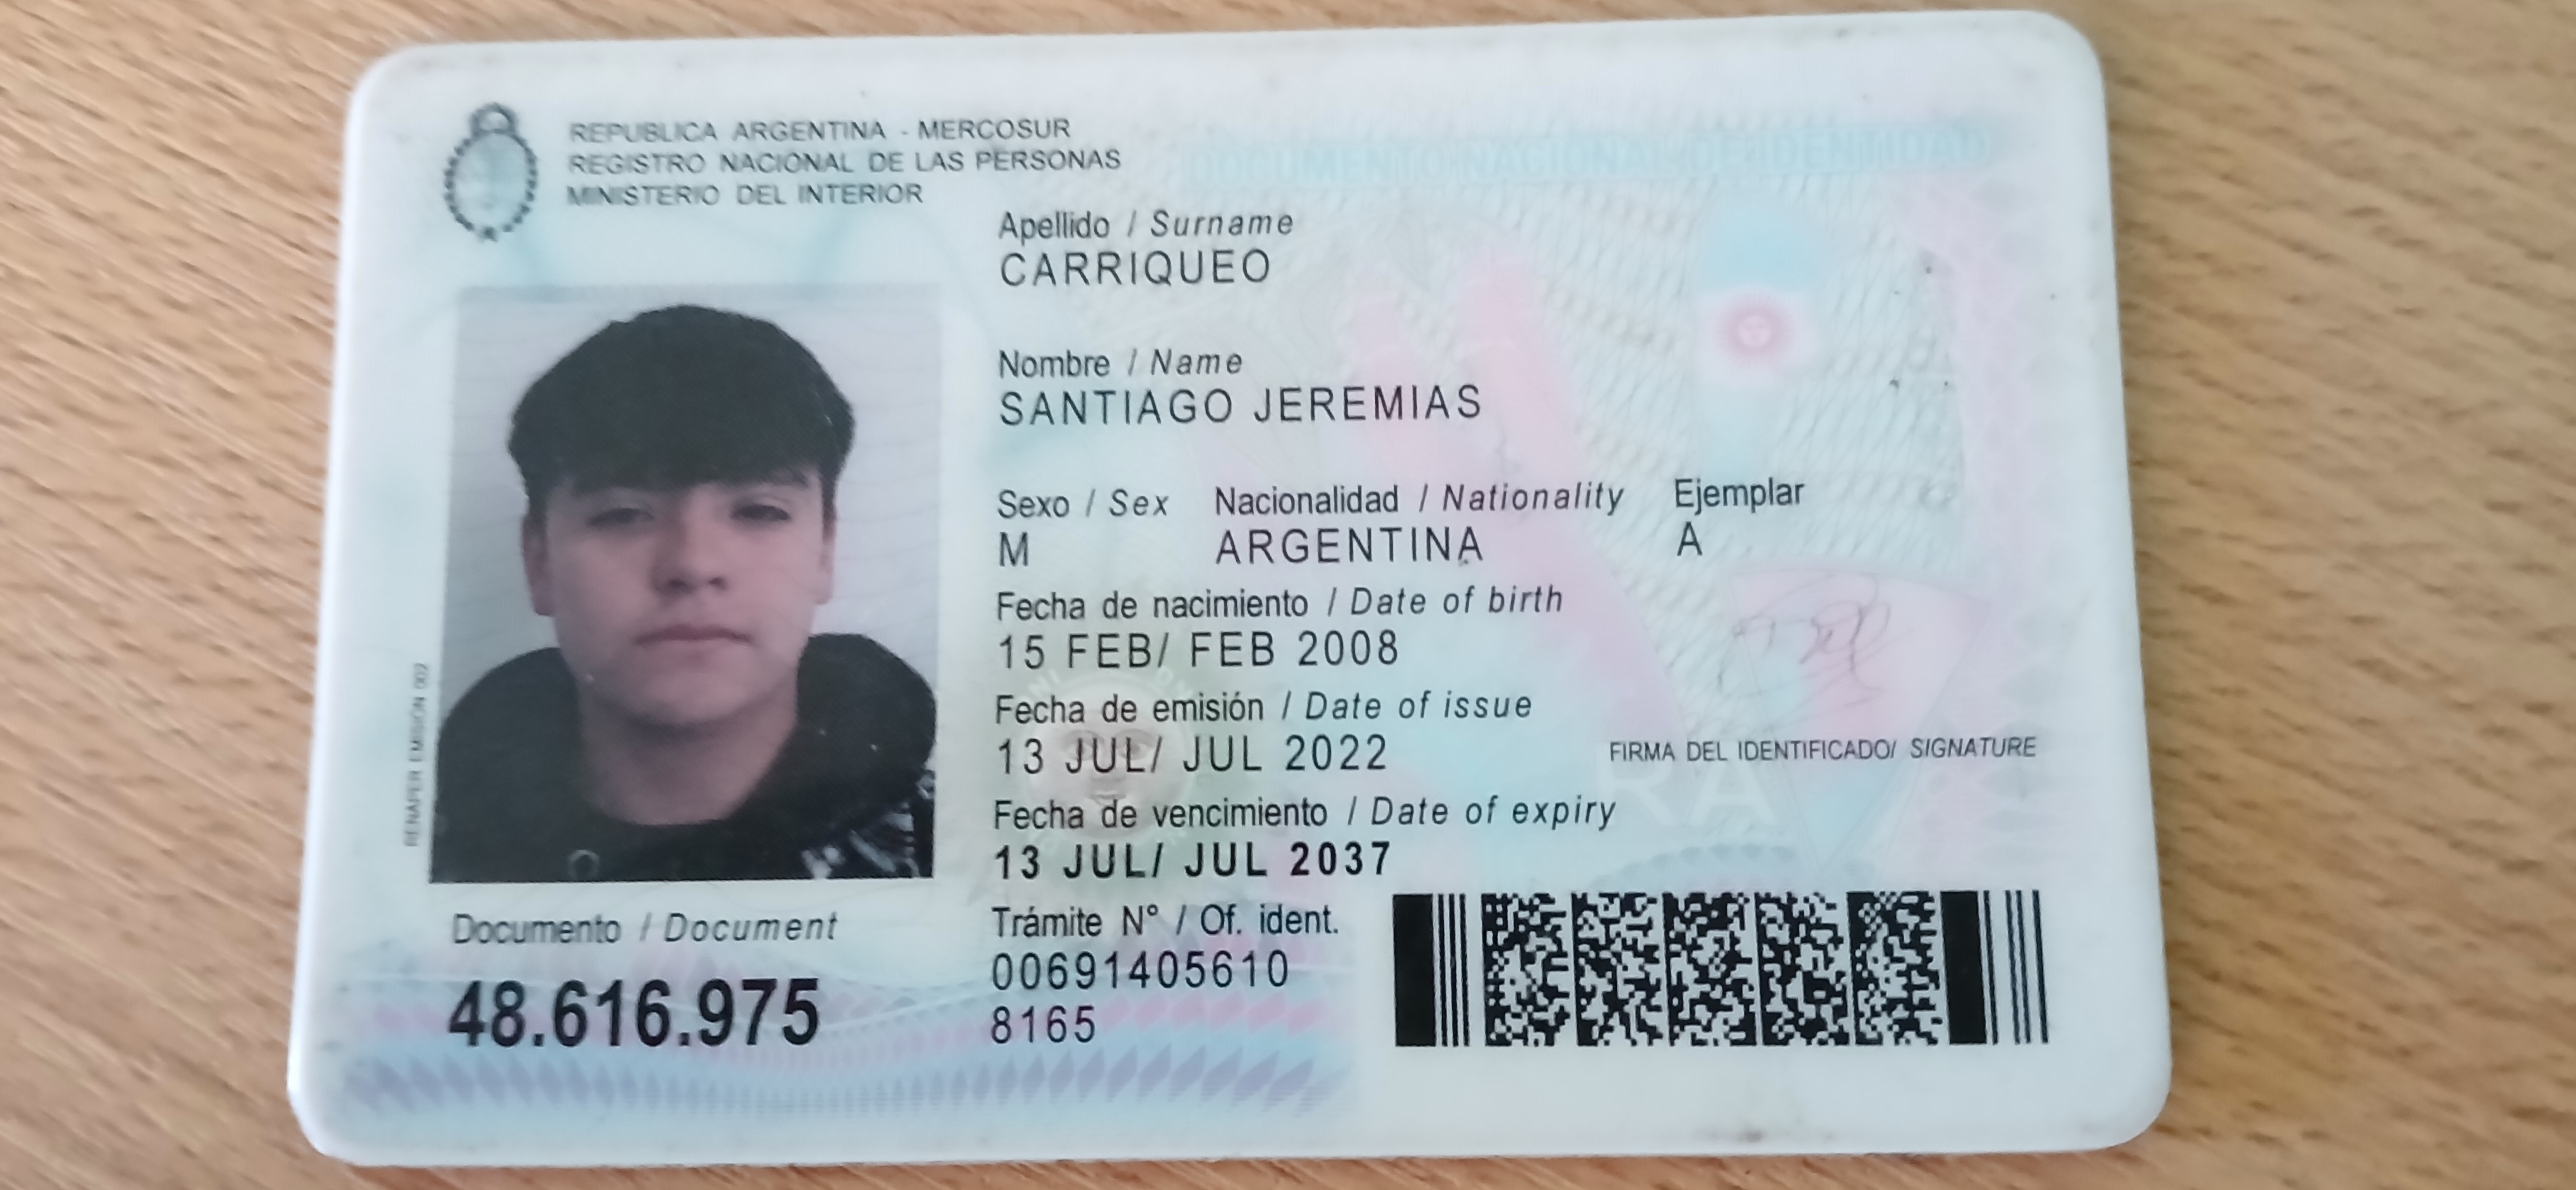 REPUBLICA ARGENTINA - MERCOSUR
REGISTRO NACIONAL DE LAS PERSONAS
MINISTERIO DEL INTERIOR
Apellido / Surname
CARRIQUEO
Nombre / Name
SANTIAGO JEREMIAS
Sexo / Sex Nacionalidad / Nationality Ejemplar
M ARGENTINA A
Fecha de nacimiento / Date of birth
15 FEB/ FEB 2008
Fecha de emisión / Date of issue
13 JUL/ JUL 2022
FIRMA DEL IDENTIFICADO/ SIGNATURE
Fecha de vencimiento / Date of expiry
13 JUL/ JUL 2037
RENAPER EMISIÓN 002
Documento / Document
48.616.975
Trámite N° / Of. ident.
00691405610
8165